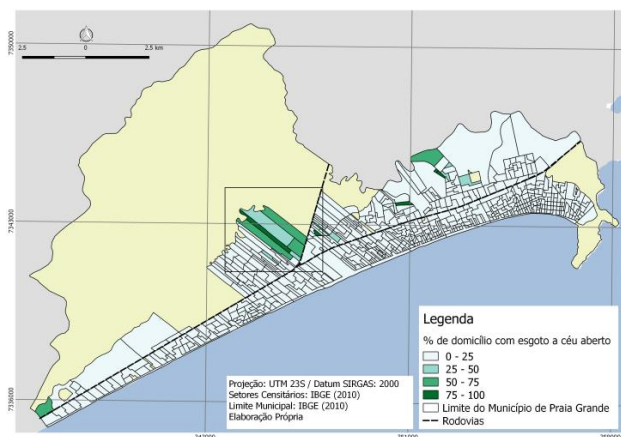 7350000
2.5 0 2.5 km
7343000
7336000
Legenda
% de domicílio com esgoto a céu aberto
0 - 25
25 - 50
50 - 75
75 - 100
Limite do Município de Praia Grande
Rodovias
Projeção: UTM 23S / Datum SIRGAS: 2000
Setores Censitários: IBGE (2010)
Limite Municipal: IBGE (2010)
Elaboração Própria